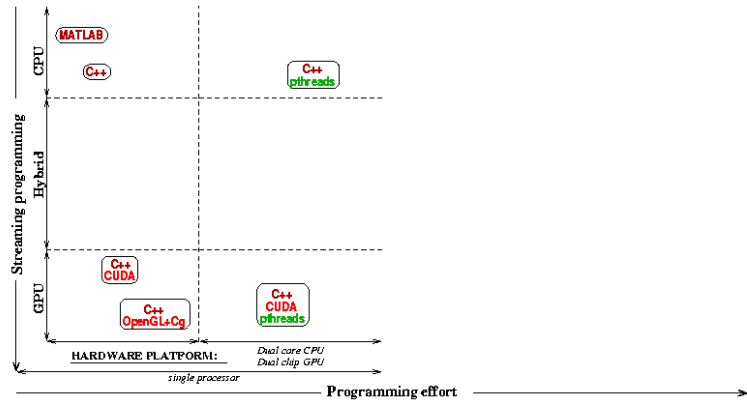 MATLAB
C++
C++
pthreads
CPU
Hybrid
GPU
Streaming programming
C++
CUDA
C++
OpenGL+Cg
C++
CUDA
pthreads
HARDWARE PLATFORM:
Dual core CPU
Dual chip GPU
single processor
Programming effort